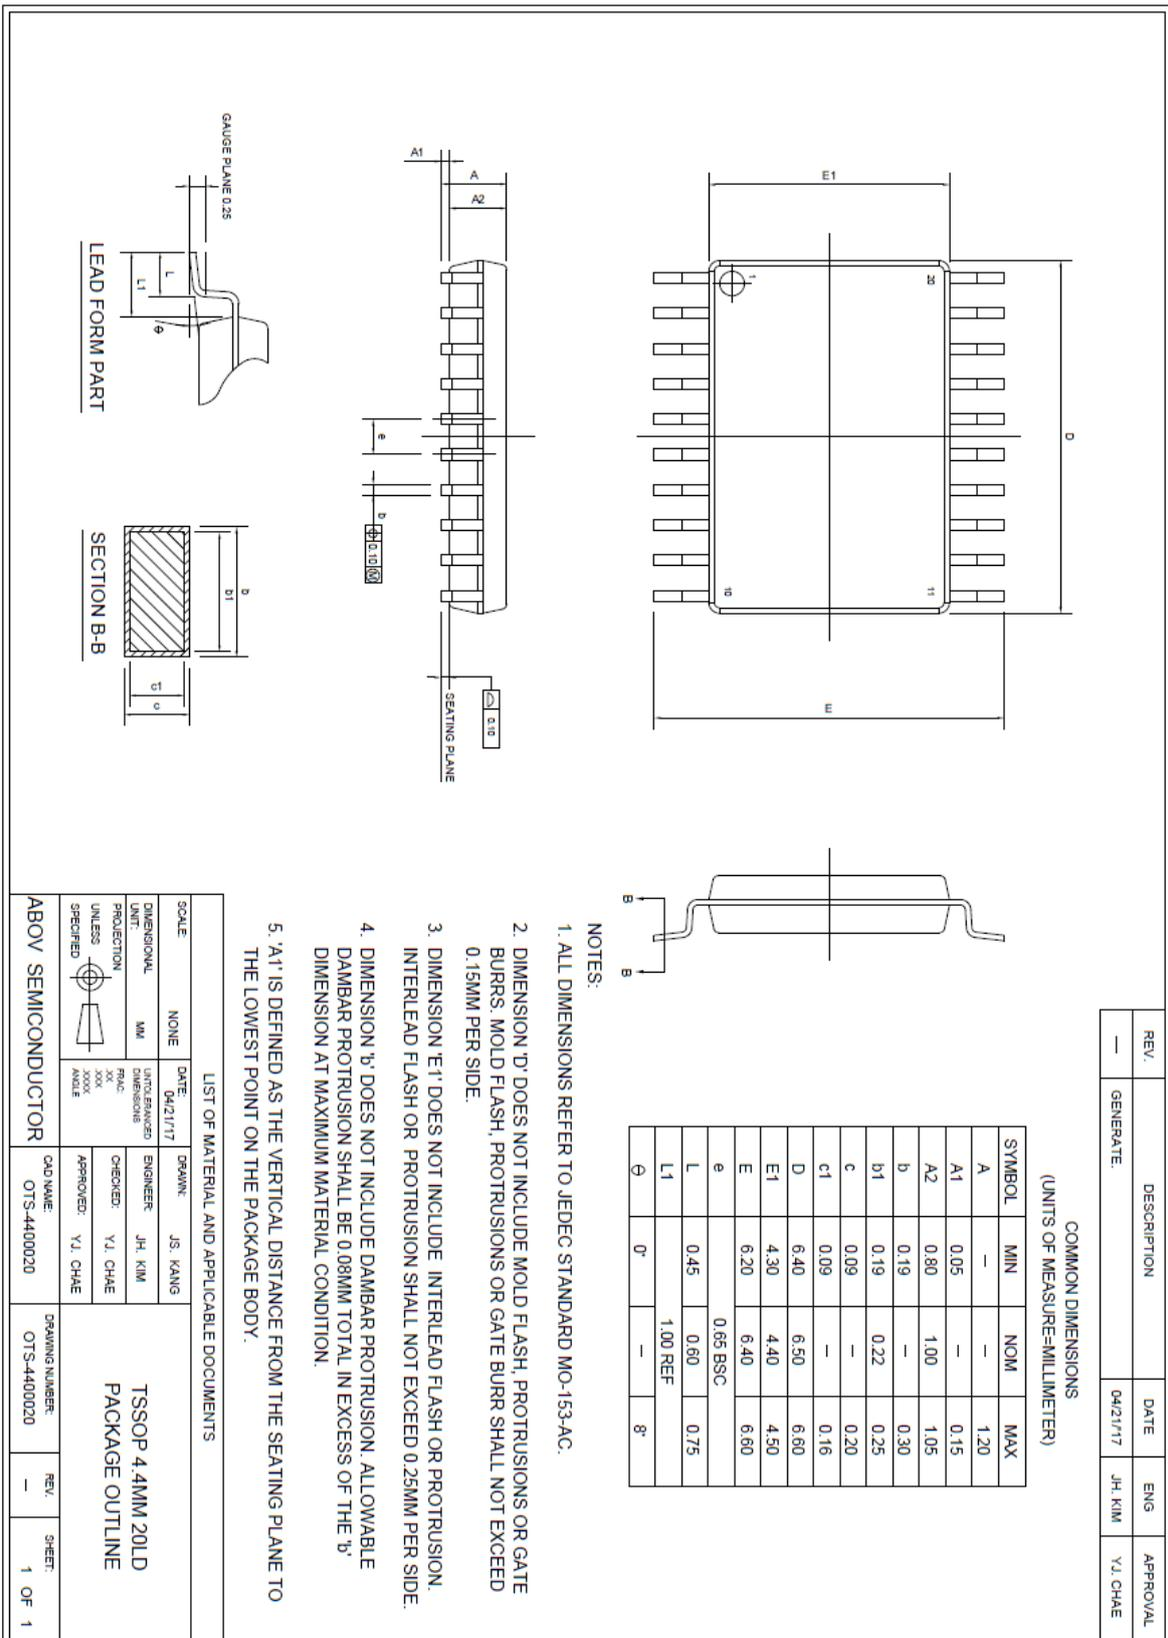 REV. DESCRIPTION DATE ENG APPROVAL
— GENERATE. 04/21/'17 JH. KIM YJ. CHAE
D
E1
E
20
11
1
10
B
B
A1
A
A2
e
b
0.10 M
0.10
SEATING PLANE
GAUGE PLANE 0.25
L
L1
θ
LEAD FORM PART
b
b1
c1
c
SECTION B-B
COMMON DIMENSIONS
(UNITS OF MEASURE=MILLIMETER)
SYMBOL MIN NOM MAX
A — — 1.20
A1 0.05 — 0.15
A2 0.80 1.00 1.05
b 0.19 — 0.30
b1 0.19 0.22 0.25
c 0.09 — 0.20
c1 0.09 — 0.16
D 6.40 6.50 6.60
E1 4.30 4.40 4.50
E 6.20 6.40 6.60
e 0.65 BSC
L 0.45 0.60 0.75
L1 1.00 REF
θ 0° — 8°
NOTES:
1. ALL DIMENSIONS REFER TO JEDEC STANDARD MO-153-AC.
2. DIMENSION 'D' DOES NOT INCLUDE MOLD FLASH, PROTRUSIONS OR GATE
BURRS. MOLD FLASH, PROTRUSIONS OR GATE BURR SHALL NOT EXCEED
0.15MM PER SIDE.
3. DIMENSION 'E1' DOES NOT INCLUDE INTERLEAD FLASH OR PROTRUSION.
INTERLEAD FLASH OR PROTRUSION SHALL NOT EXCEED 0.25MM PER SIDE.
4. DIMENSION 'b' DOES NOT INCLUDE DAMBAR PROTRUSION. ALLOWABLE
DAMBAR PROTRUSION SHALL BE 0.08MM TOTAL IN EXCESS OF THE 'b'
DIMENSION AT MAXIMUM MATERIAL CONDITION.
5. 'A1' IS DEFINED AS THE VERTICAL DISTANCE FROM THE SEATING PLANE TO
THE LOWEST POINT ON THE PACKAGE BODY.
LIST OF MATERIAL AND APPLICABLE DOCUMENTS
SCALE: NONE
DATE: 04/21/'17
DRAWN: JS. KANG
DIMENSIONAL
UNIT: MM
UNTOLERANCED
DIMENSIONS
FRAC:
.XX
.XXX
.XXXX
ANGLE
ENGINEER: JH. KIM
PROJECTION
UNLESS
SPECIFIED
CHECKED: YJ. CHAE
APPROVED: YJ. CHAE
TSSOP 4.4MM 20LD
PACKAGE OUTLINE
ABOV SEMICONDUCTOR
CAD NAME:
OTS-4400020
DRAWING NUMBER:
OTS-4400020
REV.
—
SHEET:
1 OF 1